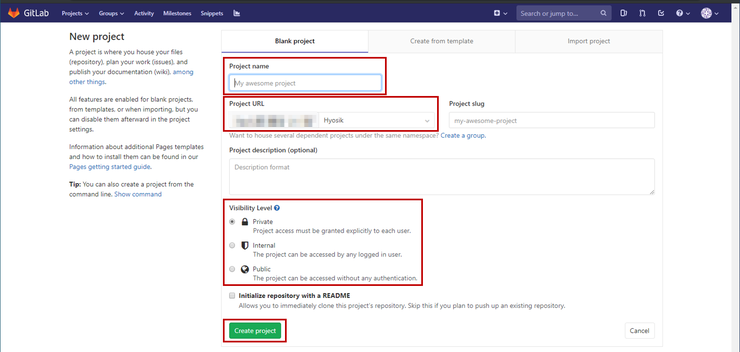 GitLab Projects Groups Activity Milestones Snippets Search or jump to...
New project
A project is where you house your files
(repository), plan your work (issues), and
publish your documentation (wiki), among
other things.
All features are enabled for blank projects,
from templates, or when importing, but you
can disable them afterward in the project
settings.
Information about additional Pages templates
and how to install them can be found in our
Pages getting started guide.
Tip: You can also create a project from the
command line. Show command
Blank project Create from template Import project
Project name
My awesome project
Project URL Project slug
Hyosik my-awesome-project
Want to house several dependent projects under the same namespace? Create a group.
Project description (optional)
Description format
Visibility Level
Private
Project access must be granted explicitly to each user.
Internal
The project can be accessed by any logged in user.
Public
The project can be accessed without any authentication.
Initialize repository with a README
Allows you to immediately clone this project's repository. Skip this if you plan to push up an existing repository.
Create project Cancel